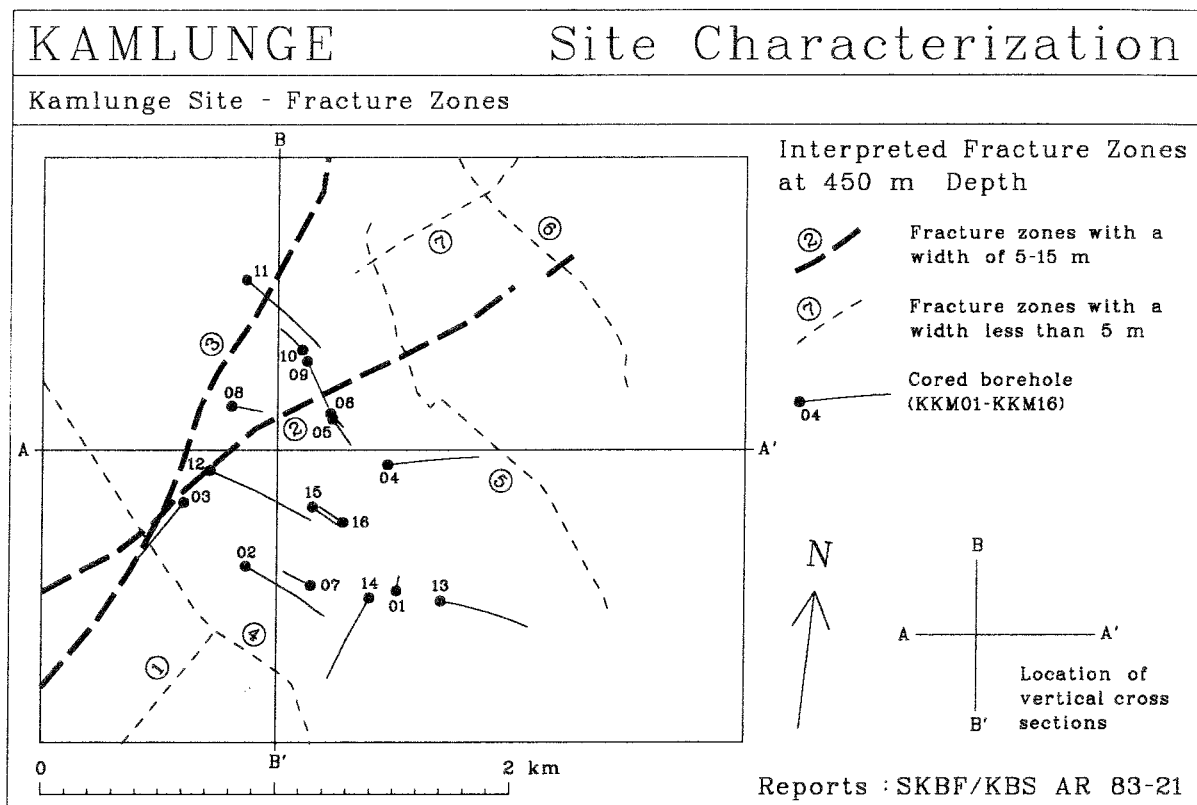 KAMLUNGE Site Characterization
Kamlunge Site - Fracture Zones
B
Interpreted Fracture Zones
at 450 m Depth
2
Fracture zones with a
width of 5-15 m
7
Fracture zones with a
width less than 5 m
04
Cored borehole
(KKM01-KKM16)
7
6
11
3
10
09
08
06
2
05
A
A'
12
04
5
03
15
16
02
07
14
01
13
4
1
N
B
A
A'
B'
Location of
vertical cross
sections
B'
0
2 km
Reports : SKBF/KBS AR 83-21